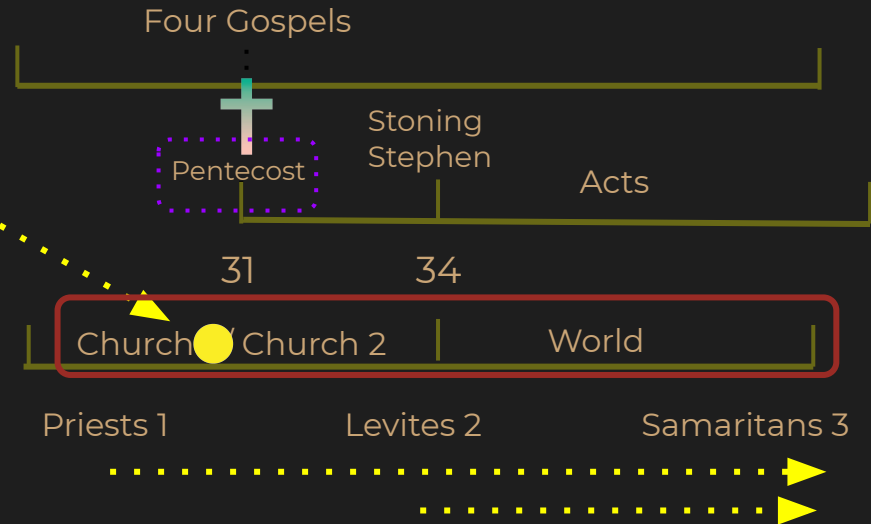 Four Gospels
Stoning
Stephen
Pentecost
Acts
31 34
Church / Church 2 World
Priests 1 Levites 2 Samaritans 3